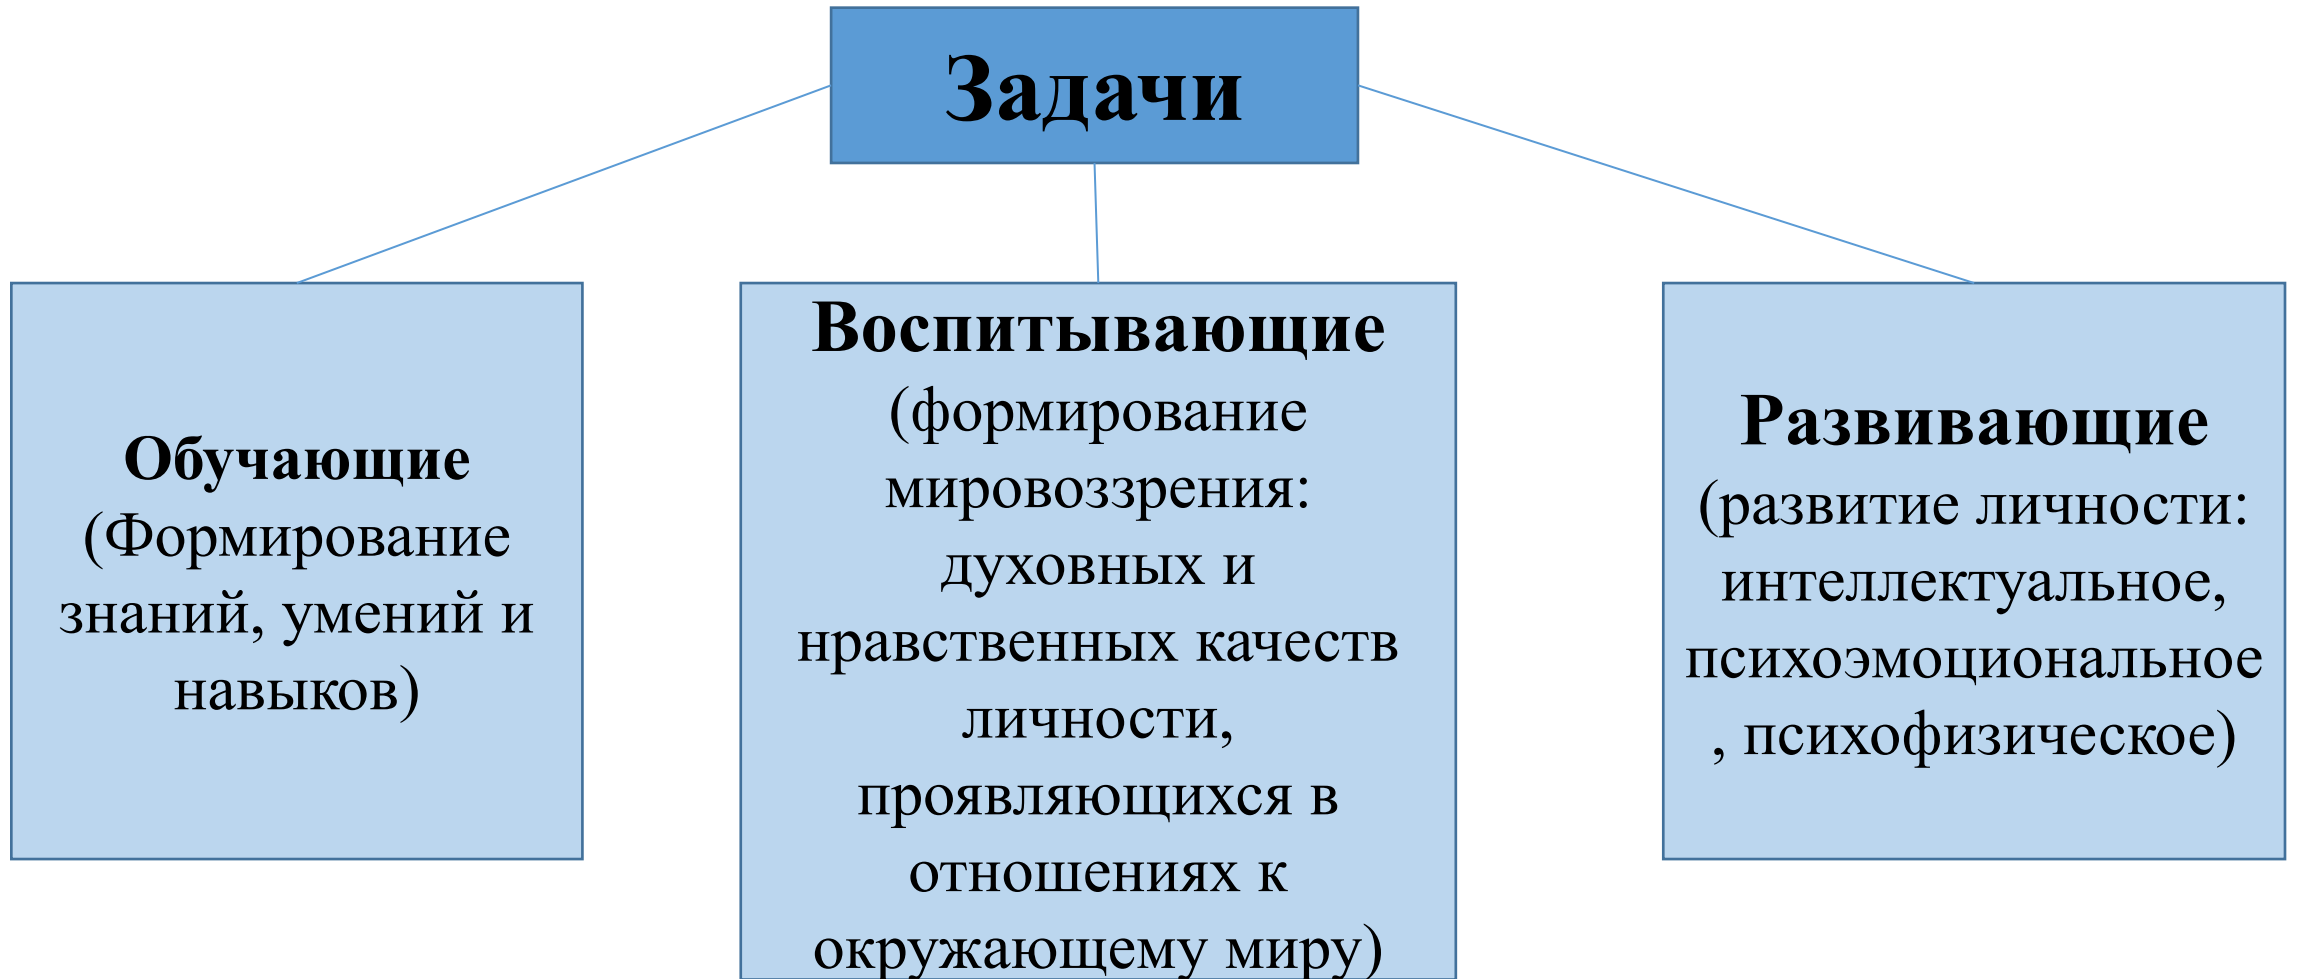 Задачи
Обучающие
(Формирование
знаний, умений и
навыков)
Воспитывающие
(формирование
мировоззрения:
духовных и
нравственных качеств
личности,
проявляющихся в
отношениях к
окружающему миру)
Развивающие
(развитие личности:
интеллектуальное,
психоэмоциональное
, психофизическое)